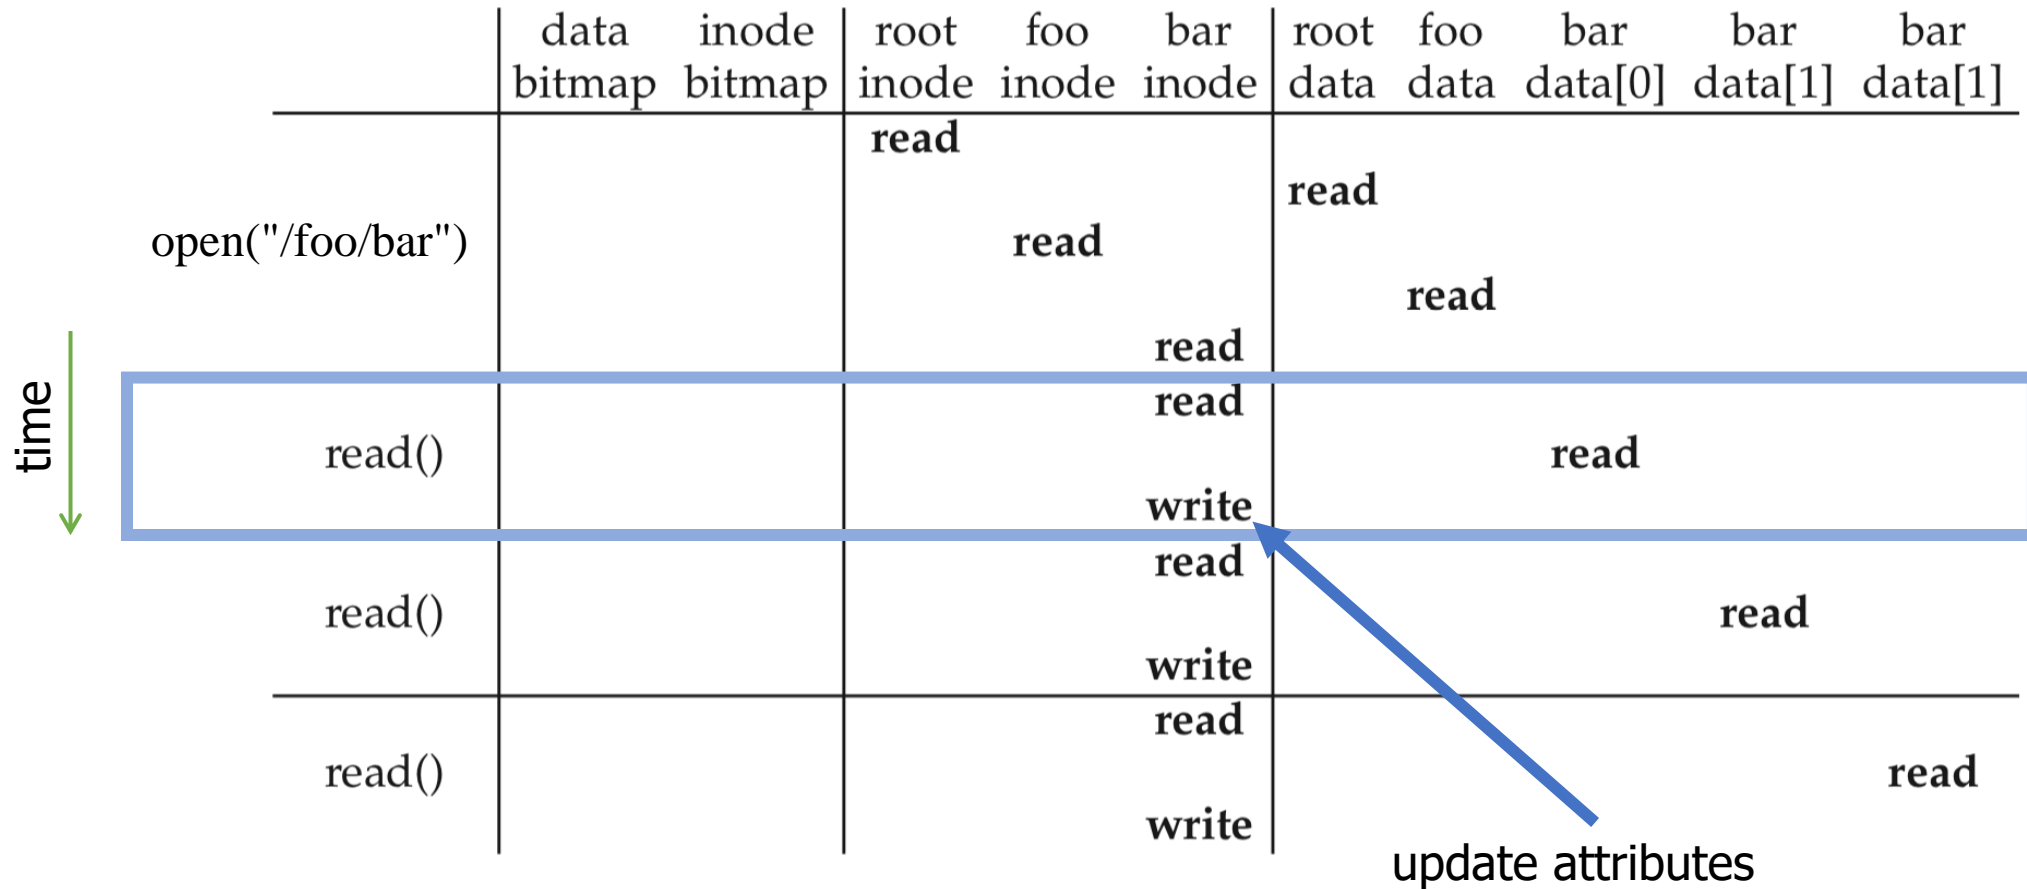 data inode root foo bar root foo bar bar bar
bitmap bitmap inode inode inode data data data[0] data[1] data[1]
read
read
open("/foo/bar") read
read
read
time
read
read() read
write
read
read() read
write
read
read() read
write
update attributes